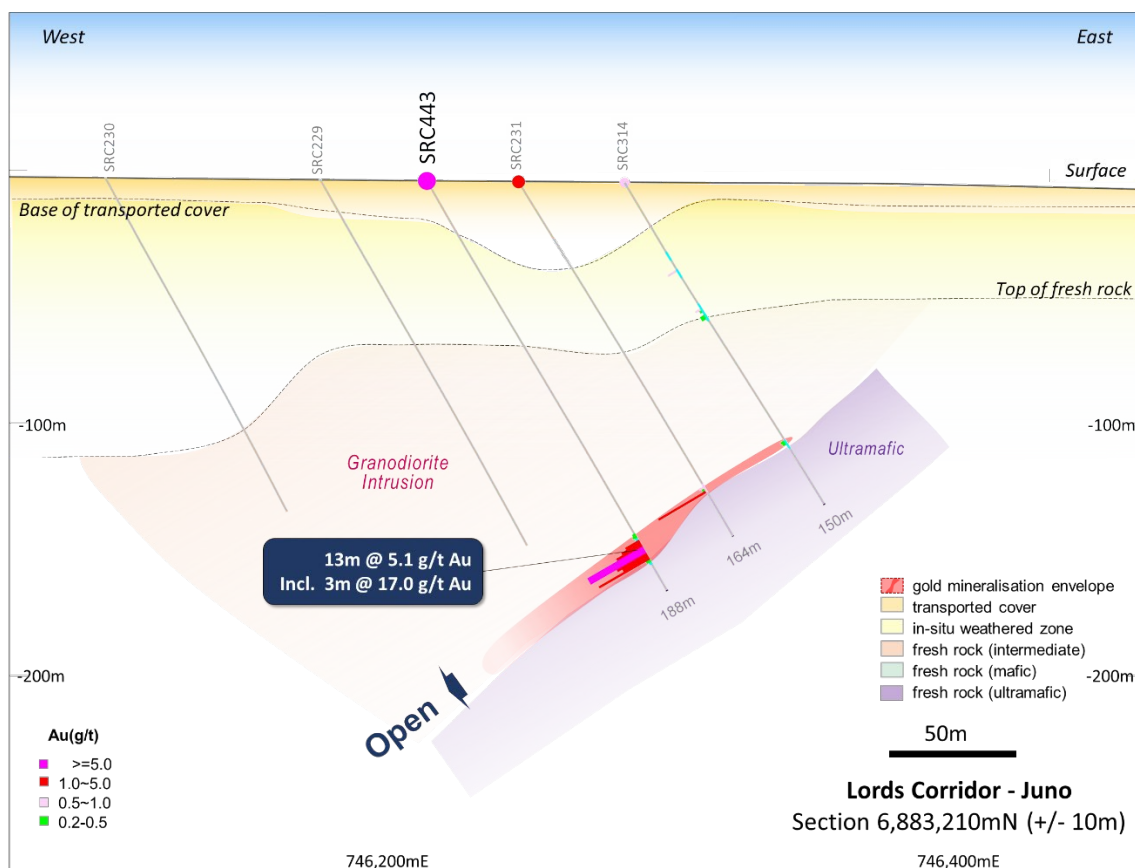 West
East
SRC230
SRC229
SRC443
SRC231
SRC314
Surface
Base of transported cover
Top of fresh rock
-100m
-100m
Granodiorite
Intrusion
Ultramafic
13m @ 5.1 g/t Au
Incl. 3m @ 17.0 g/t Au
150m
164m
188m
gold mineralisation envelope
transported cover
in-situ weathered zone
fresh rock (intermediate)
fresh rock (mafic)
fresh rock (ultramafic)
-200m
-200m
Open
50m
Au(g/t)
>=5.0
1.0~5.0
0.5~1.0
0.2-0.5
Lords Corridor - Juno
Section 6,883,210mN (+/- 10m)
746,200mE
746,400mE